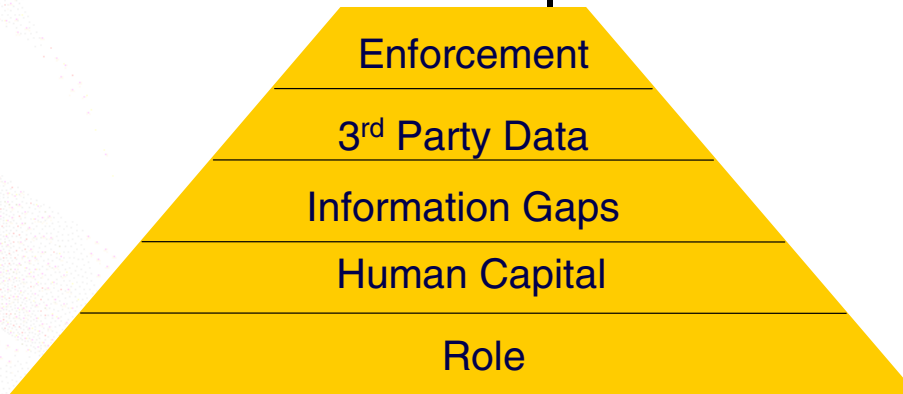 Enforcement
3rd Party Data
Information Gaps
Human Capital
Role